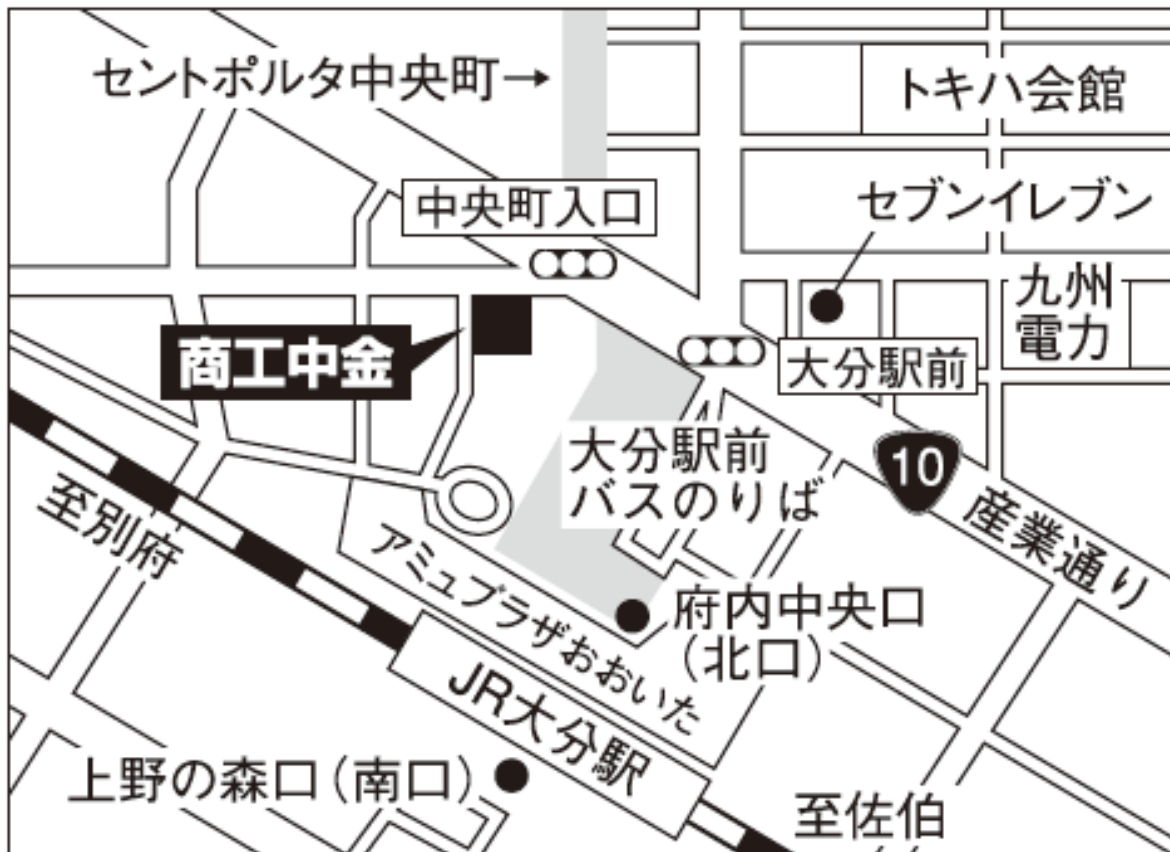 セントポルタ中央町→
トキハ会館
中央町入口
セブンイレブン
九州
電力
商工中金
大分駅前
大分駅前
バスのりば
10
産業通り
至別府
アミュプラザおおいた
府内中央口
(北口)
JR大分駅
上野の森口(南口)
至佐伯